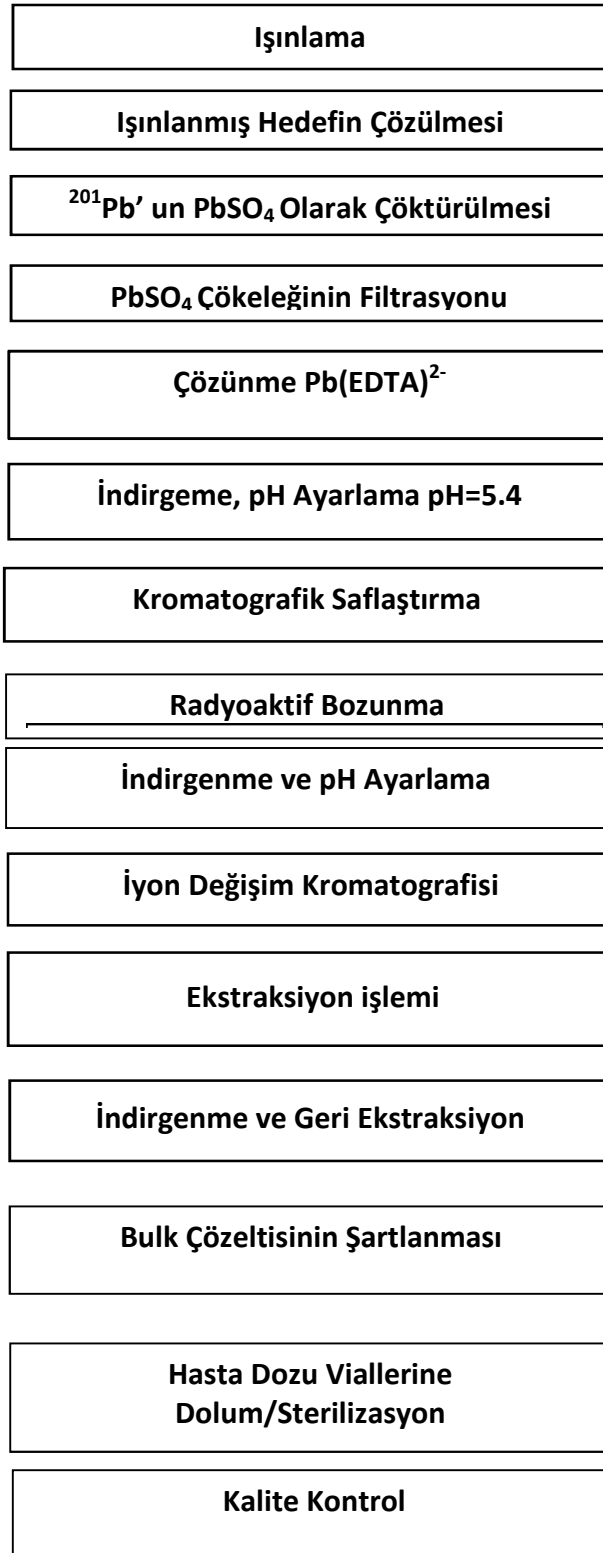 Işınlama
Işınlanmış Hedefin Çözülmesi
²⁰¹Pb’ un PbSO₄ Olarak Çöktürülmesi
PbSO₄ Çökeleğinin Filtrasyonu
Çözünme Pb(EDTA)²⁻
İndirgeme, pH Ayarlama pH=5.4
Kromatografik Saflaştırma
Radyoaktif Bozunma
İndirgenme ve pH Ayarlama
İyon Değişim Kromatografisi
Ekstraksiyon işlemi
İndirgenme ve Geri Ekstraksiyon
Bulk Çözeltisinin Şartlanması
Hasta Dozu Viallerine
Dolum/Sterilizasyon
Kalite Kontrol